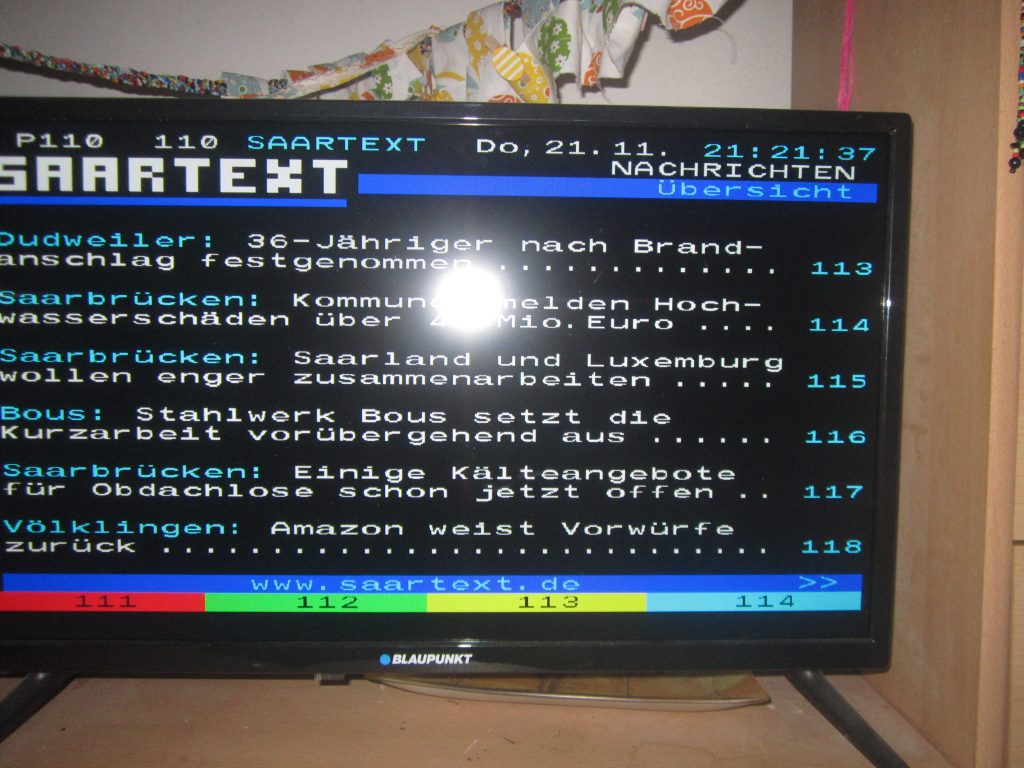 P110 110 SAARTEXT Do, 21.11. 21:21:37
SAARTEXT NACHRICHTEN
Übersicht
Dudweiler: 36-Jähriger nach Brand-
anschlag festgenommen .............. 113
Saarbrücken: melden Hoch-
wasserschäden über Mio.Euro .... 114
Saarbrücken: Saarland und Luxemburg
wollen enger zusammenarbeiten ..... 115
Bous: Stahlwerk Bous setzt die
Kurzarbeit vorübergehend aus ...... 116
Saarbrücken: Einige Kälteangebote
für Obdachlose schon jetzt offen .. 117
Völklingen: Amazon weist Vorwürfe
zurück ............................ 118
www.saartext.de >>
111 112 113 114
BLAUPUNKT